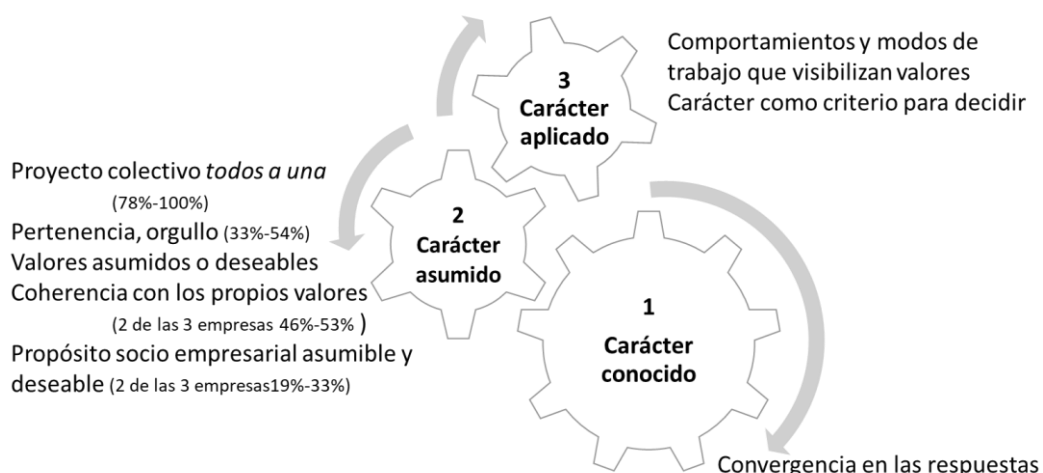 3
Carácter
aplicado
Comportamientos y modos de
trabajo que visibilizan valores
Carácter como criterio para decidir
Proyecto colectivo todos a una
(78%-100%)
Pertenencia, orgullo (33%-54%)
Valores asumidos o deseables
Coherencia con los propios valores
(2 de las 3 empresas 46%-53% )
Propósito socio empresarial asumible y
deseable (2 de las 3 empresas19%-33%)
2
Carácter
asumido
1
Carácter
conocido
Convergencia en las respuestas